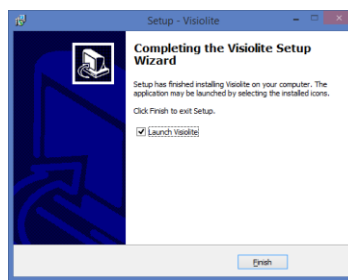 Setup - Visiolite
Completing the Visiolite Setup
Wizard
Setup has finished installing Visiolite on your computer. The
application may be launched by selecting the installed icons.
Click Finish to exit Setup.
Launch Visiolite
Finish